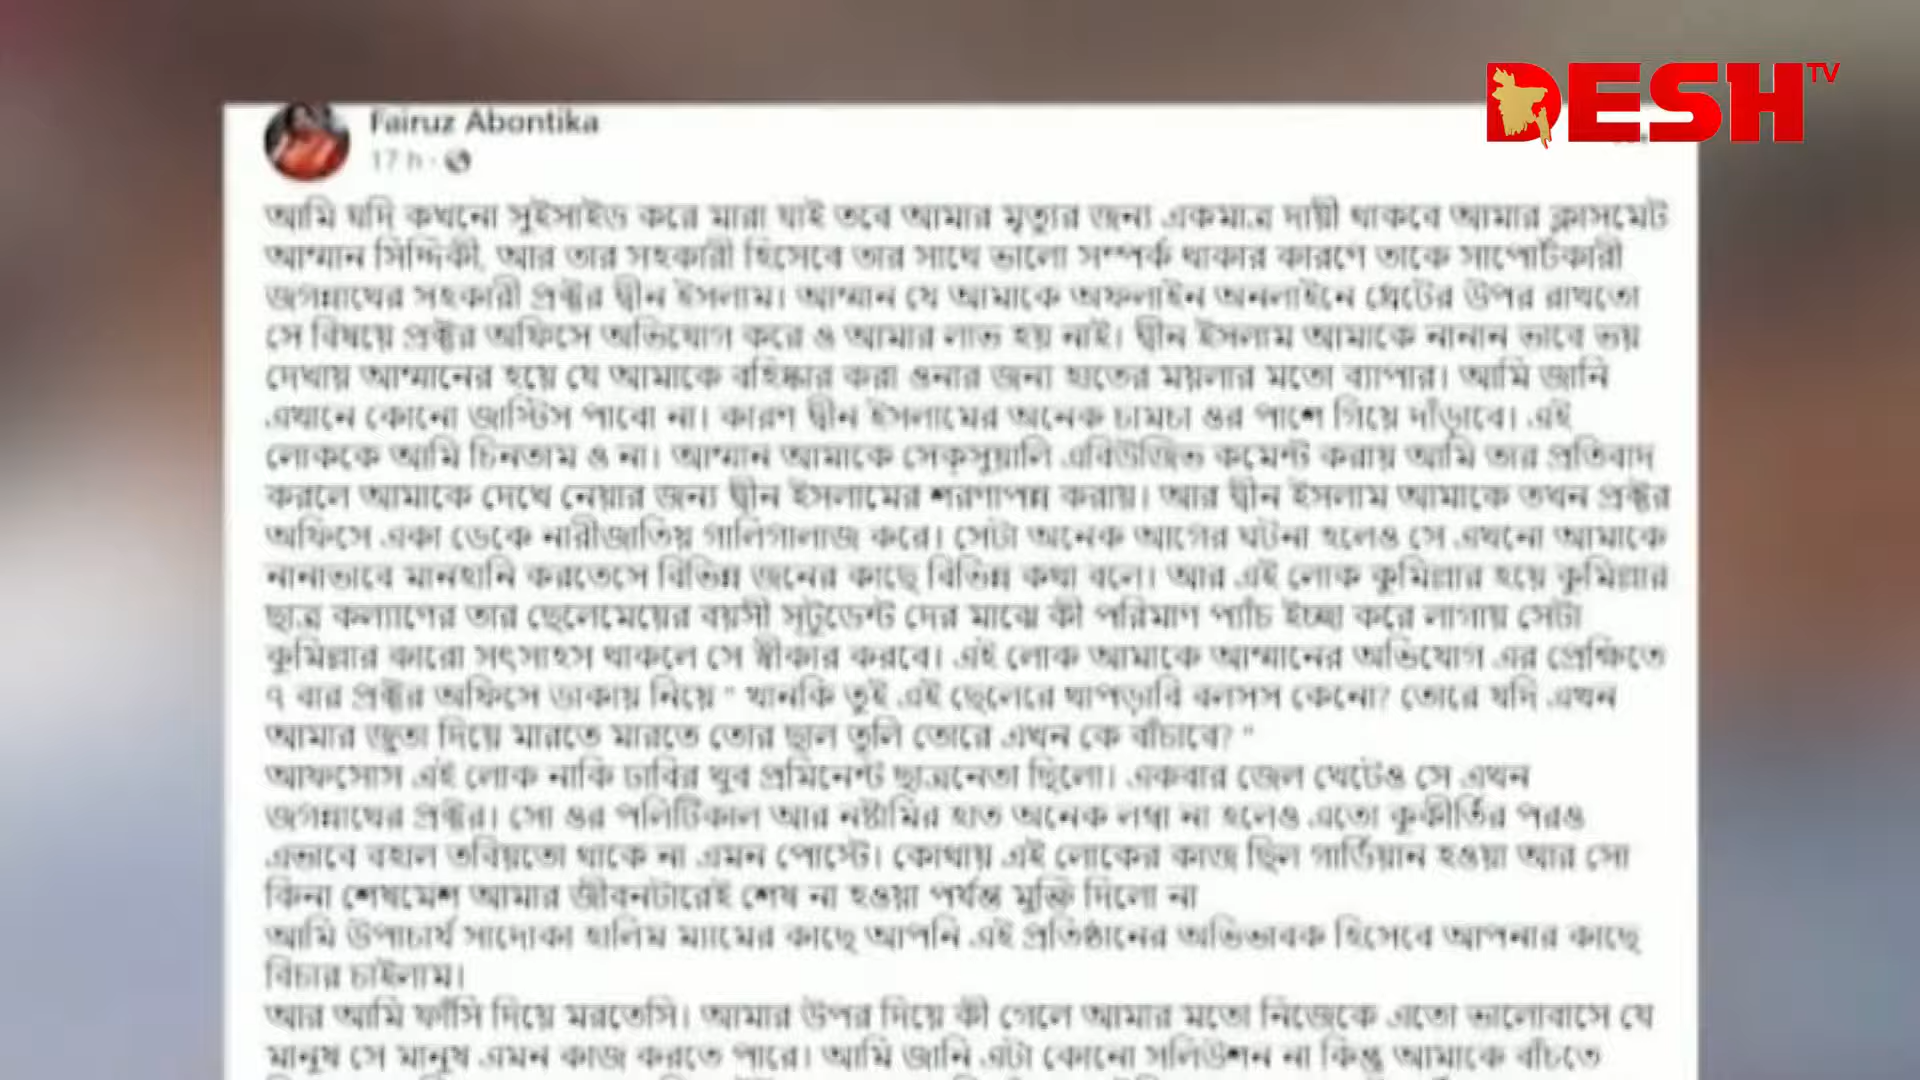 DESH TV
Fairuz Abontika
17 h ·
আমি যদি কখনো সুইসাইড করে মারা যাই তবে আমার মৃত্যুর জন্য একমাত্র দায়ী থাকবে আমার ক্লাসমেট
আম্মান সিদ্দিকী, আর তার সহকারী হিসেবে তার সাথে ভালো সম্পর্ক থাকার কারণে তাকে সাপোর্টকারী
জগন্নাথের সহকারী প্রক্টর দ্বীন ইসলাম। আম্মান যে আমাকে অফলাইন অনলাইনে থ্রেটের উপর রাখতো
সে বিষয়ে প্রক্টর অফিসে অভিযোগ করে ও আমার লাভ হয় নাই। দ্বীন ইসলাম আমাকে নানান ভাবে ভয়
দেখায় আম্মানের হয়ে যে আমাকে বহিষ্কার করা ওনার জন্য হাতের ময়লার মতো ব্যাপার। আমি জানি
এখানে কোনো জাস্টিস পাবো না। কারণ দ্বীন ইসলামের অনেক চামচা ওর পাশে গিয়ে দাঁড়াবে। এই
লোককে আমি চিনতাম ও না। আম্মান আমাকে সেক্সুয়ালি এবিউজিভ কমেন্ট করায় আমি তার প্রতিবাদ
করলে আমাকে দেখে নেয়ার জন্য দ্বীন ইসলামের শরণাপন্ন করায়। আর দ্বীন ইসলাম আমাকে তখন প্রক্টর
অফিসে একা ডেকে নারীজাতিয় গালিগালাজ করে। সেটা অনেক আগের ঘটনা হলেও সে এখনো আমাকে
নানাভাবে মানহানি করতেসে বিভিন্ন জনের কাছে বিভিন্ন কথা বলে। আর এই লোক কুমিল্লার হয়ে কুমিল্লার
ছাত্র কল্যাণের তার ছেলেমেয়ের বয়সী স্টুডেন্ট দের মাঝে কী পরিমাণ প্যাঁচ ইচ্ছা করে লাগায় সেটা
কুমিল্লার কারো সৎসাহস থাকলে সে স্বীকার করবে। এই লোক আমাকে আম্মানের অভিযোগ এর প্রেক্ষিতে
৭ বার প্রক্টর অফিসে ডাকায় নিয়ে " খানকি তুই এই ছেলেরে থাপড়াবি বলসস কেনো? তোরে যদি এখন
আমার জুতা দিয়ে মারতে মারতে তোর ছাল তুলি তোরে এখন কে বাঁচাবে? "
আফসোস এই লোক নাকি ঢাবির খুব প্রমিনেন্ট ছাত্রনেতা ছিলো। একবার জেল খেটেও সে এখন
জগন্নাথের প্রক্টর। সো ওর পলিটিকাল আর নষ্টামির হাত অনেক লম্বা না হলেও এতো কুকীর্তির পরও
এভাবে বহাল তবিয়তে থাকে না এমন পোস্টে। কোথায় এই লোকের কাজ ছিল গার্ডিয়ান হওয়া আর সো
কিনা শেষমেশ আমার জীবনটারেই শেষ না হওয়া পর্যন্ত মুক্তি দিলো না
আমি উপাচার্য সাদোকা হালিম ম্যামের কাছে আপনি এই প্রতিষ্ঠানের অভিভাবক হিসেবে আপনার কাছে
বিচার চাইলাম।
আর আমি ফাঁসি দিয়ে মরতেসি। আমার উপর দিয়ে কী গেলে আমার মতো নিজেকে এতো ভালোবাসে যে
মানুষ সে মানুষ এমন কাজ করতে পারে। আমি জানি এটা কোনো সলিউশন না কিন্তু আমাকে বাঁচতে